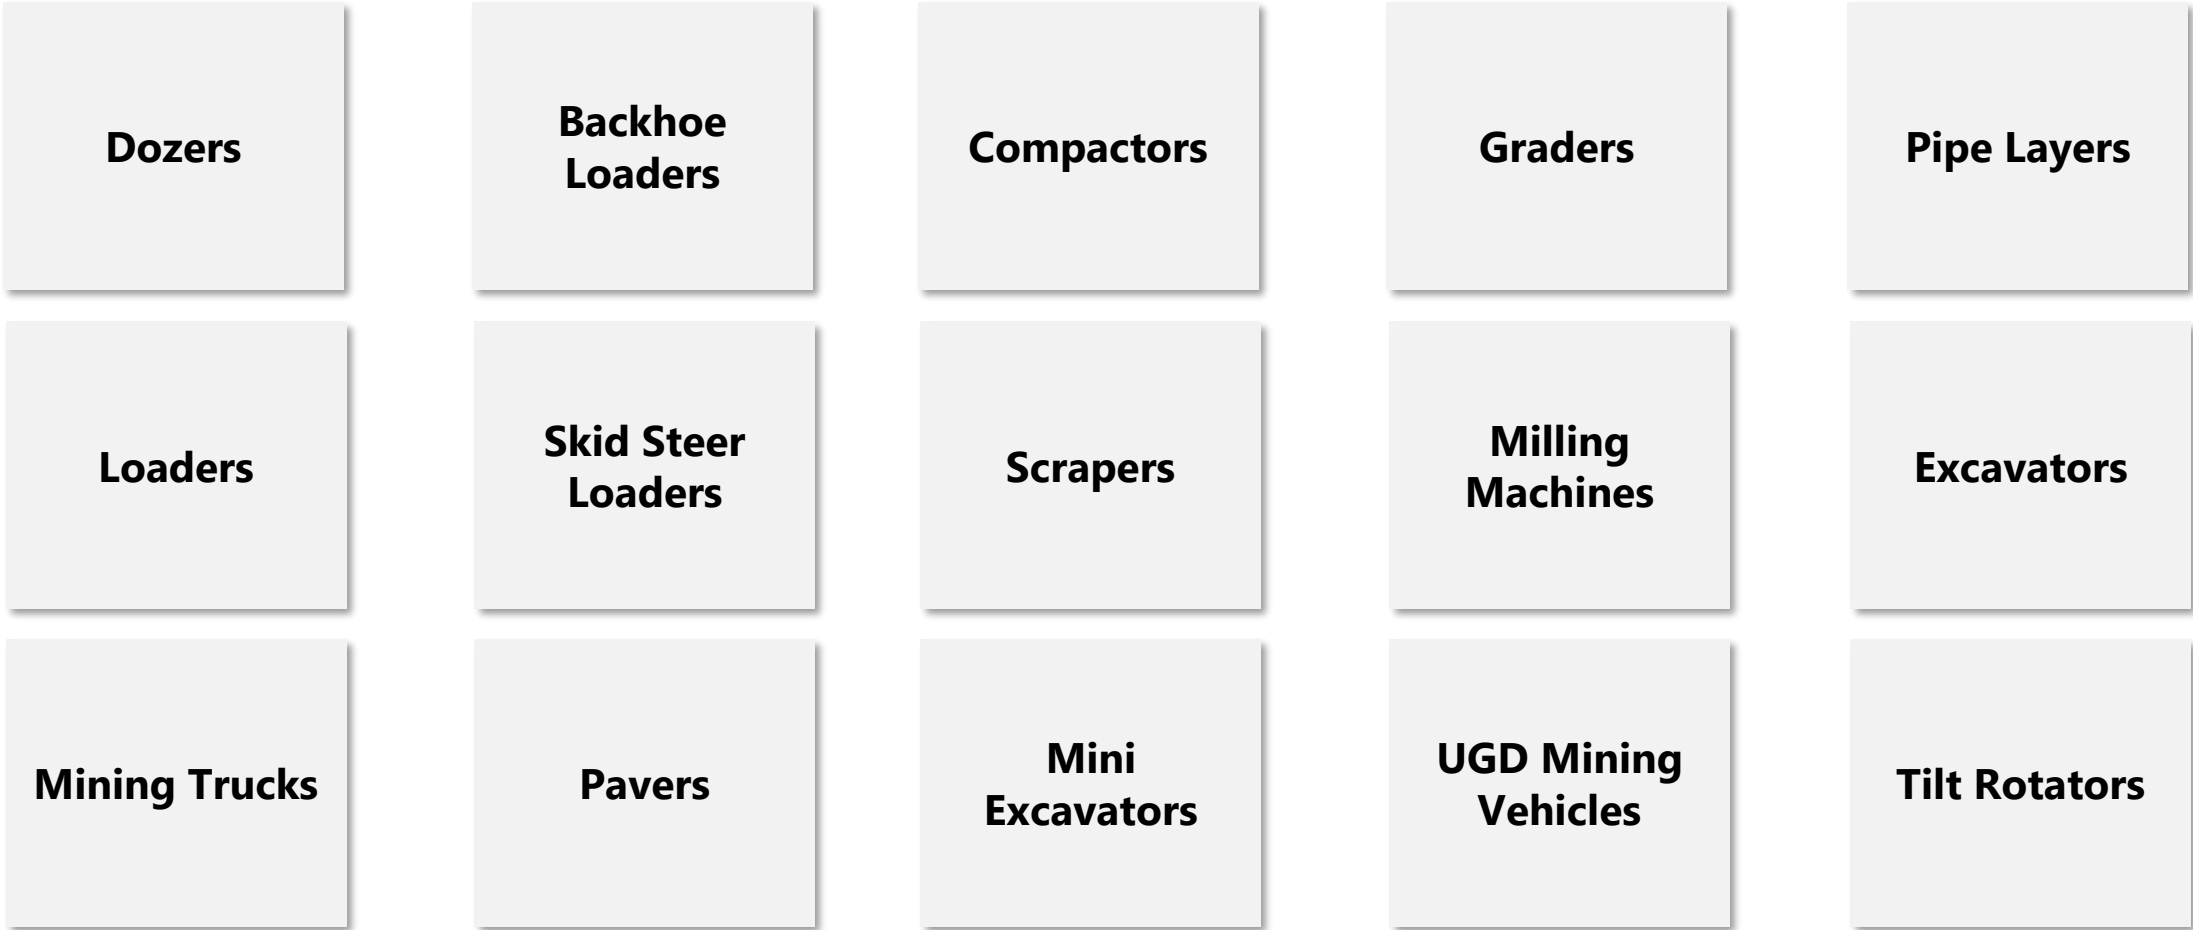 Dozers
Backhoe
Loaders
Compactors
Graders
Pipe Layers
Loaders
Skid Steer
Loaders
Scrapers
Milling
Machines
Excavators
Mining Trucks
Pavers
Mini
Excavators
UGD Mining
Vehicles
Tilt Rotators